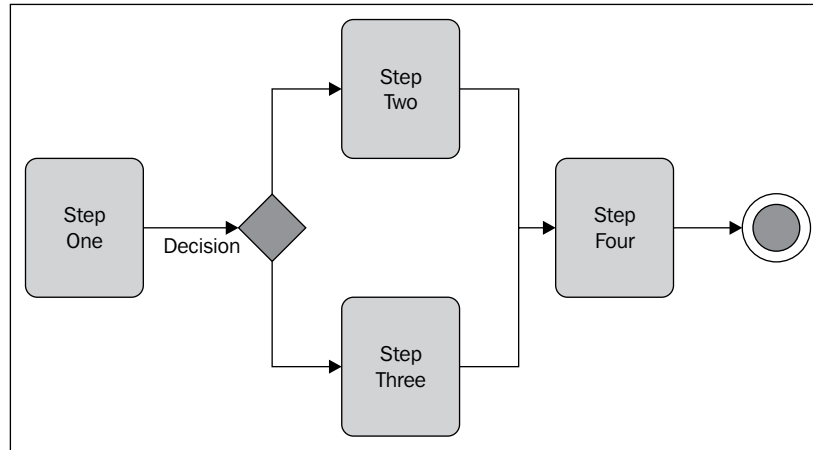 Step
One
Decision
Step
Two
Step
Three
Step
Four